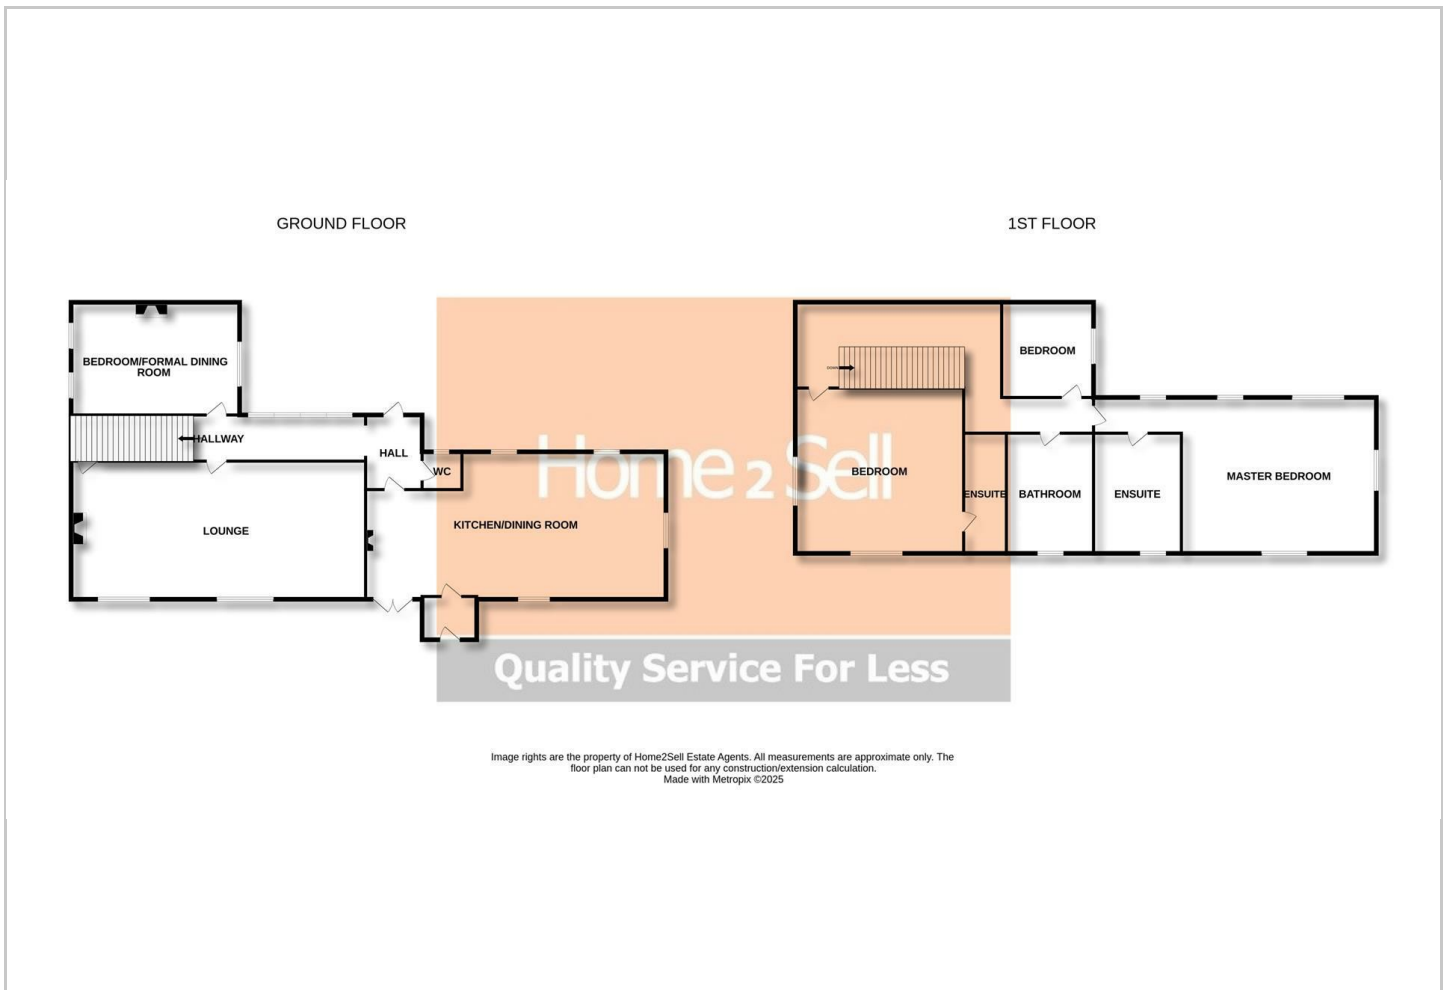 GROUND FLOOR
1ST FLOOR
BEDROOM/FORMAL DINING
ROOM
HALLWAY
HALL
WC
LOUNGE
KITCHEN/DINING ROOM
BEDROOM
DOWN
BEDROOM
ENSUITE
BATHROOM
ENSUITE
MASTER BEDROOM
Home 2 Sell
Quality Service For Less
Image rights are the property of Home2Sell Estate Agents. All measurements are approximate only. The
floor plan can not be used for any construction/extension calculation.
Made with Metropix ©2025